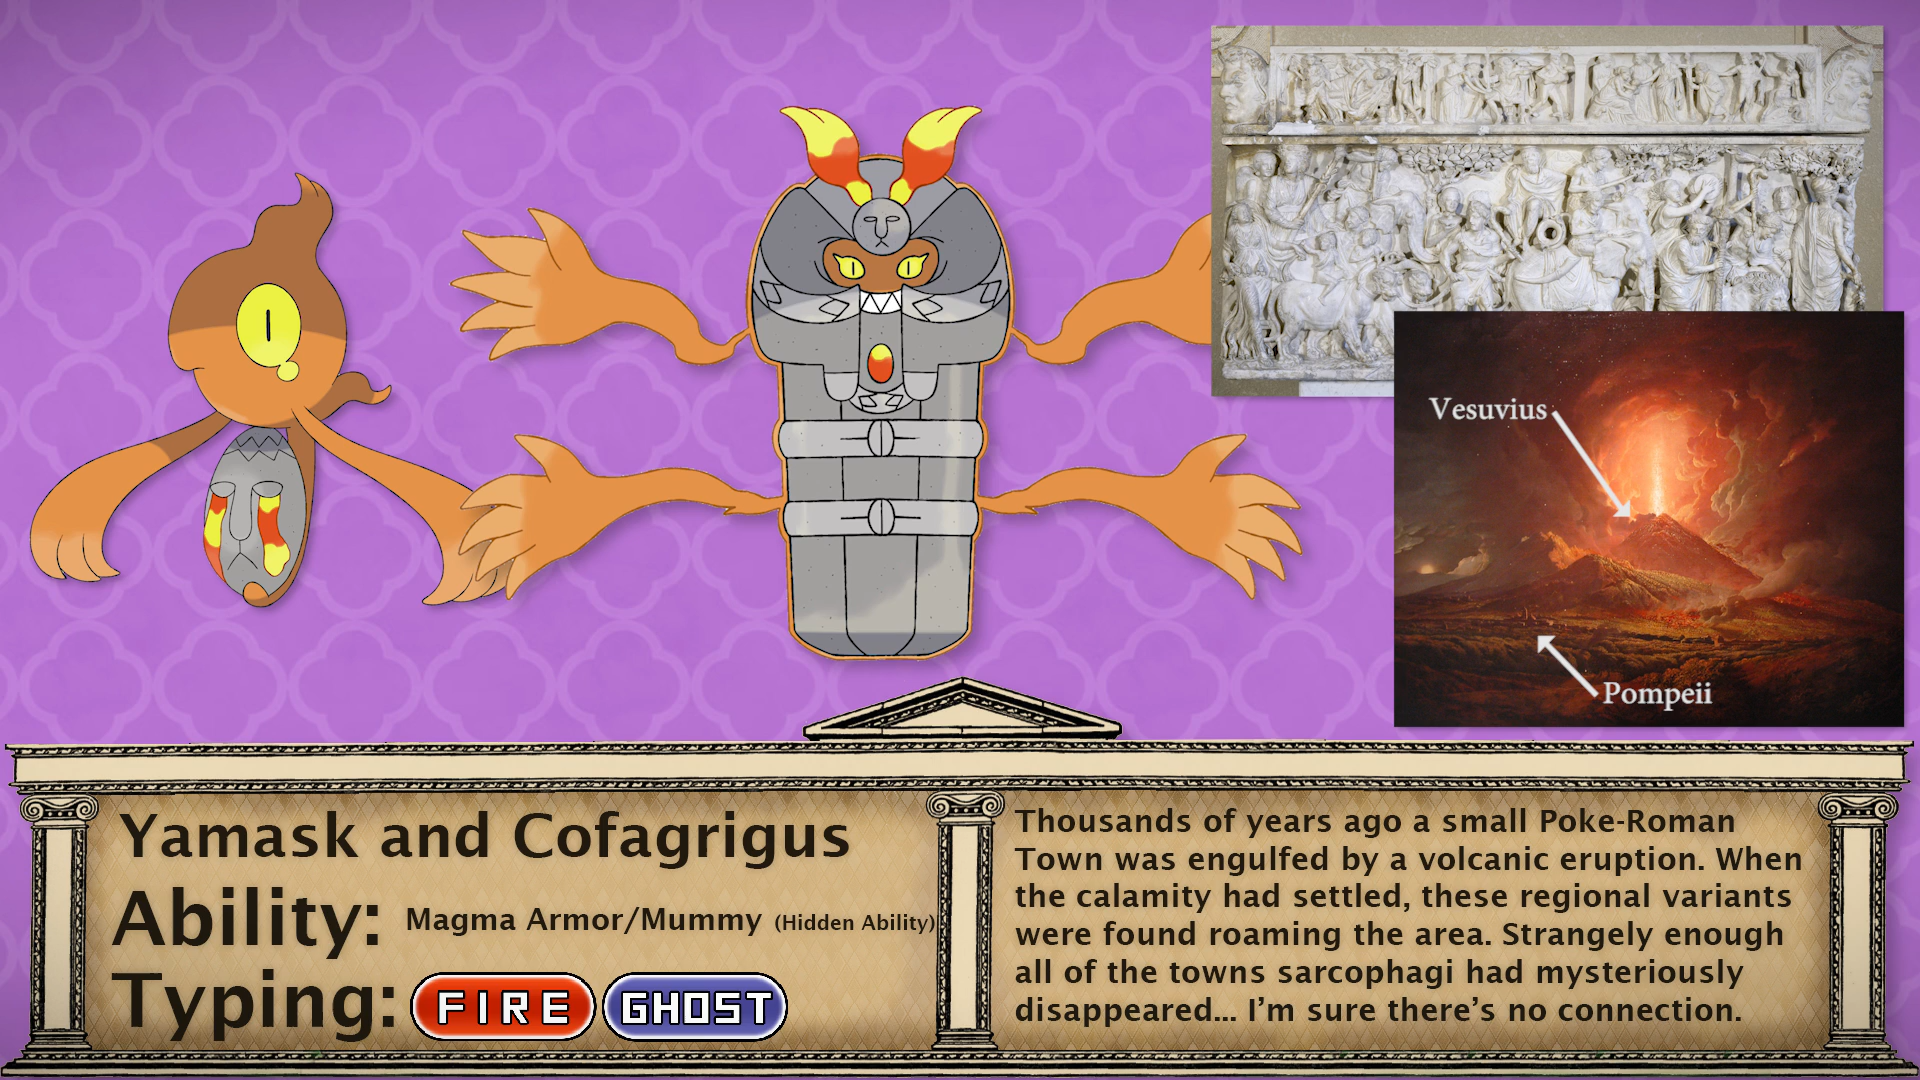 Vesuvius
Pompeii
Yamask and Cofagrigus
Ability: Magma Armor/Mummy (Hidden Ability)
Typing: FIRE GHOST
Thousands of years ago a small Poke-Roman
Town was engulfed by a volcanic eruption. When
the calamity had settled, these regional variants
were found roaming the area. Strangely enough
all of the towns sarcophagi had mysteriously
disappeared... I'm sure there's no connection.